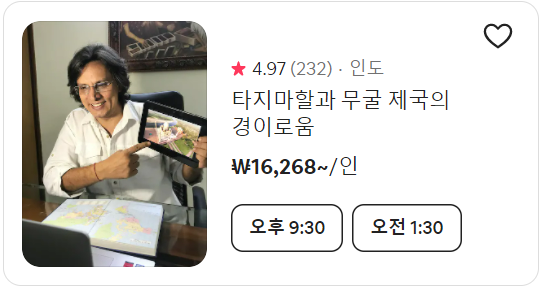 ★ 4.97 (232) · 인도
타지마할과 무굴 제국의
경이로움
₩16,268~/인
오후 9:30
오전 1:30